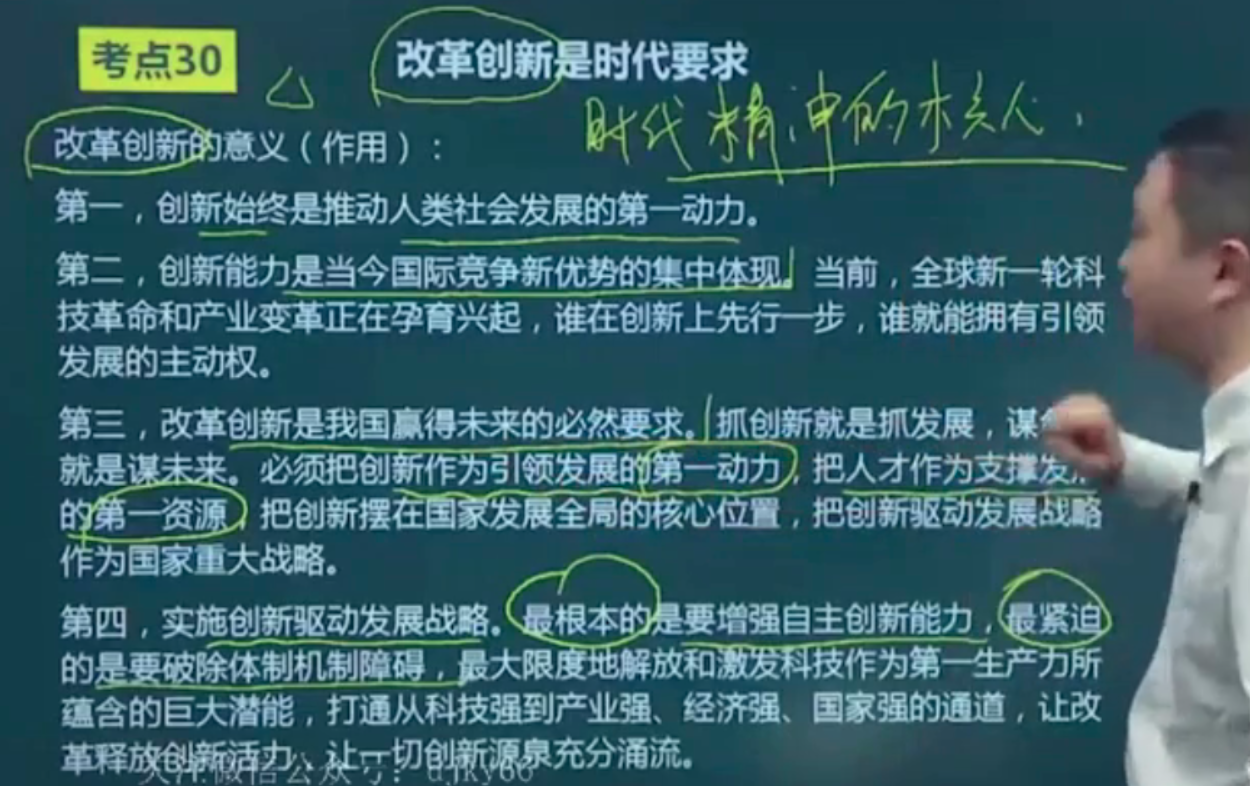 考点30
改革创新是时代要求
时代精神的核心
改革创新的意义（作用）：
第一，创新始终是推动人类社会发展的第一动力。
第二，创新能力是当今国际竞争新优势的集中体现。当前，全球新一轮科
技革命和产业变革正在孕育兴起，谁在创新上先行一步，谁就能拥有引领
发展的主动权。
第三，改革创新是我国赢得未来的必然要求。抓创新就是抓发展，谋
就是谋未来。必须把创新作为引领发展的第一动力，把人才作为支撑发
的第一资源，把创新摆在国家发展全局的核心位置，把创新驱动发展战略
作为国家重大战略。
第四，实施创新驱动发展战略。最根本的是要增强自主创新能力，最紧迫
的是要破除体制机制障碍，最大限度地解放和激发科技作为第一生产力所
蕴含的巨大潜能，打通从科技强到产业强、经济强、国家强的通道，让改
革释放创新活力，让一切创新源泉充分涌流。